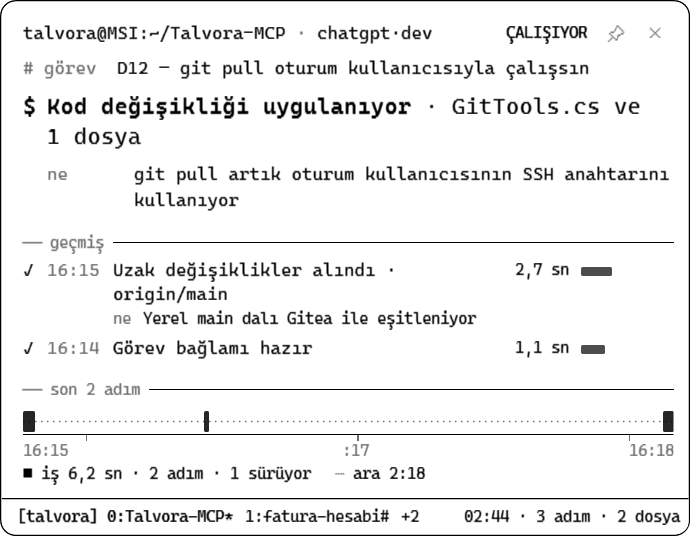 talvora@MSI:~/Talvora-MCP · chatgpt·dev ÇALIŞIYOR
# görev D12 — git pull oturum kullanıcısıyla çalışsın
$ Kod değişikliği uygulanıyor · GitTools.cs ve
1 dosya
ne git pull artık oturum kullanıcısının SSH anahtarını
kullanıyor
geçmiş
✓ 16:15 Uzak değişiklikler alındı · 2,7 sn
origin/main
ne Yerel main dalı Gitea ile eşitleniyor
✓ 16:14 Görev bağlamı hazır 1,1 sn
son 2 adım
16:15 :17 16:18
■ iş 6,2 sn · 2 adım · 1 sürüyor ┄ ara 2:18
[talvora] 0:Talvora-MCP* 1:fatura-hesabi# +2 02:44 · 3 adım · 2 dosya